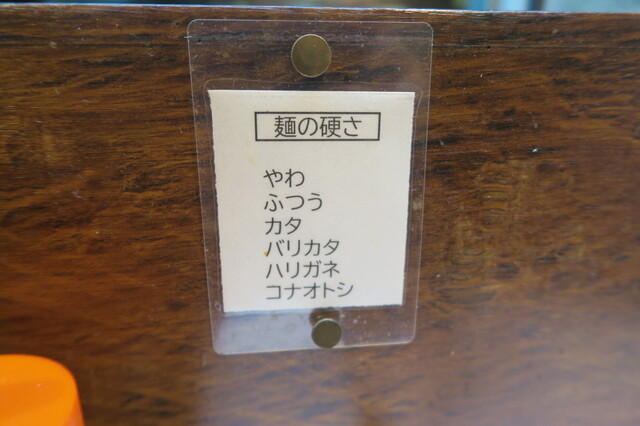 麺の硬さ
やわ
ふつう
カタ
バリカタ
ハリガネ
コナオトシ